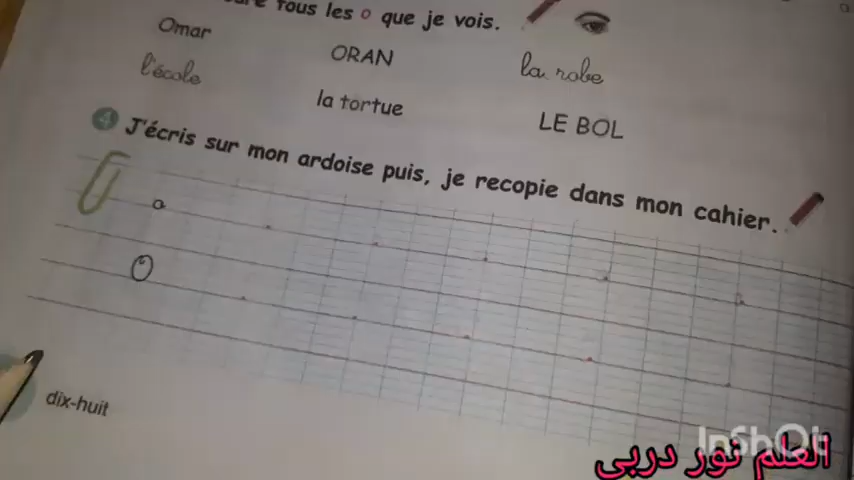 tous les o que je vois.
Omar
ORAN
la robe
l'école
la tortue
LE BOL
4 J'écris sur mon ardoise puis, je recopie dans mon cahier.
o
O
dix-huit
InShOt
العلم نور دربي